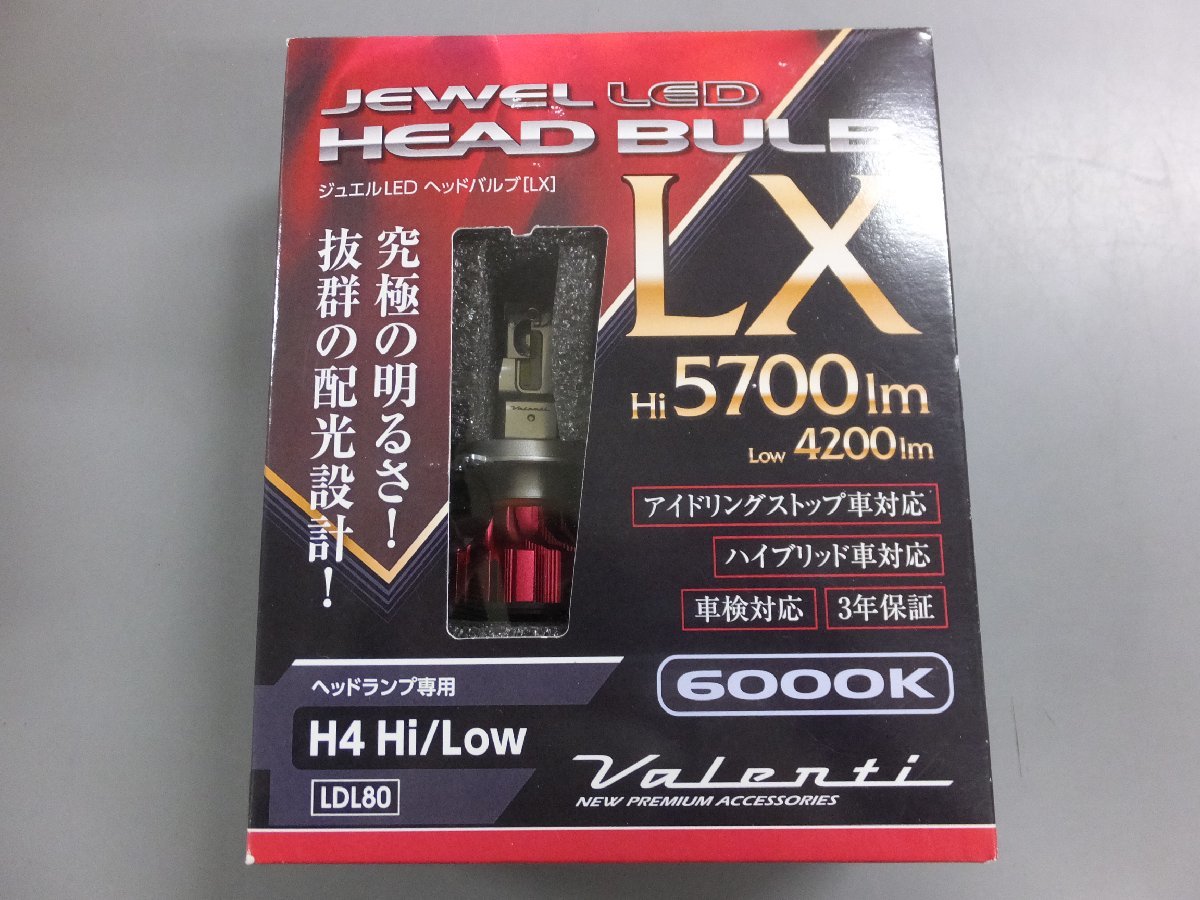 JEWEL LED
HEAD BULB
ジュエルLED ヘッドバルブ[LX]
LX
究極の明るさ!
抜群の配光設計!
Valenti
Hi 5700lm
Low 4200lm
アイドリングストップ車対応
ハイブリッド車対応
車検対応 3年保証
6000K
ヘッドランプ専用
H4 Hi/Low
LDL80
Valenti
NEW PREMIUM ACCESSORIES